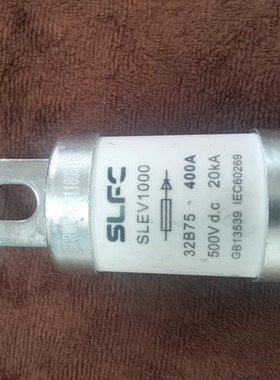 SLFC
SLEV1000
32B75 400A
500V d.c 20kA
GB13539 IEC60269